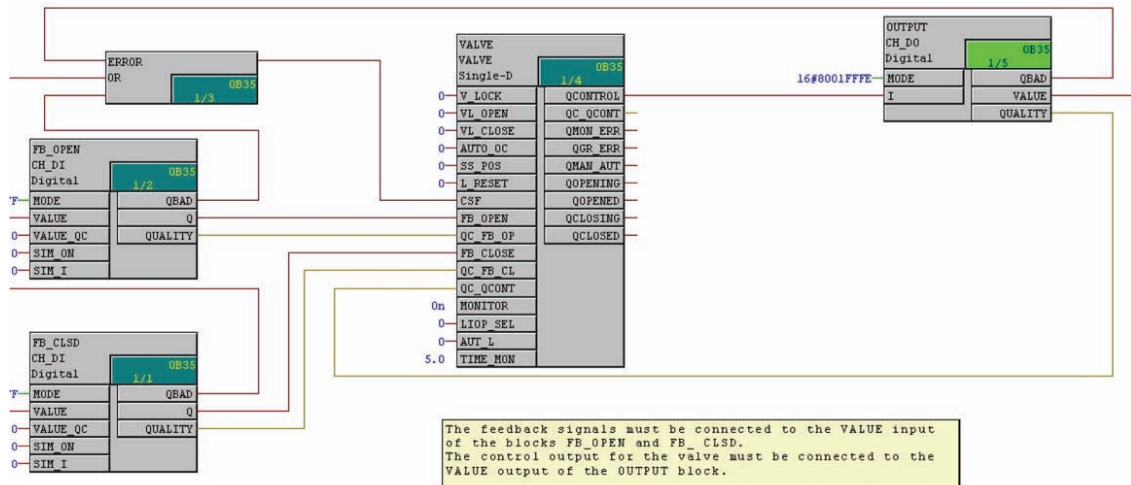 ERROR
OR
OB35
1/3
FB_OPEN
CH_DI
Digital
OB35
1/2
F MODE QBAD
VALUE Q
0 VALUE_QC QUALITY
0 SIM_ON
0 SIM_I
FB_CLSD
CH_DI
Digital
OB35
1/1
F MODE QBAD
VALUE Q
0 VALUE_QC QUALITY
0 SIM_ON
0 SIM_I
VALVE
VALVE
Single-D
OB35
1/4
0 V_LOCK QCONTROL
0 VL_OPEN QC_QCONT
0 VL_CLOSE QMON_ERR
0 AUTO_OC QGR_ERR
0 SS_POS QMAN_AUT
0 L_RESET QOPENING
CSF QOPENED
FB_OPEN QCLOSING
QC_FB_OP QCLOSED
FB_CLOSE
QC_FB_CL
QC_QCONT
On MONITOR
0 LIOP_SEL
0 AUT_L
5.0 TIME_MON
OUTPUT
CH_DO
Digital
OB35
1/5
16#8001FFFE MODE QBAD
I VALUE
QUALITY
The feedback signals must be connected to the VALUE input
of the blocks FB_OPEN and FB_ CLSD.
The control output for the valve must be connected to the
VALUE output of the OUTPUT block.